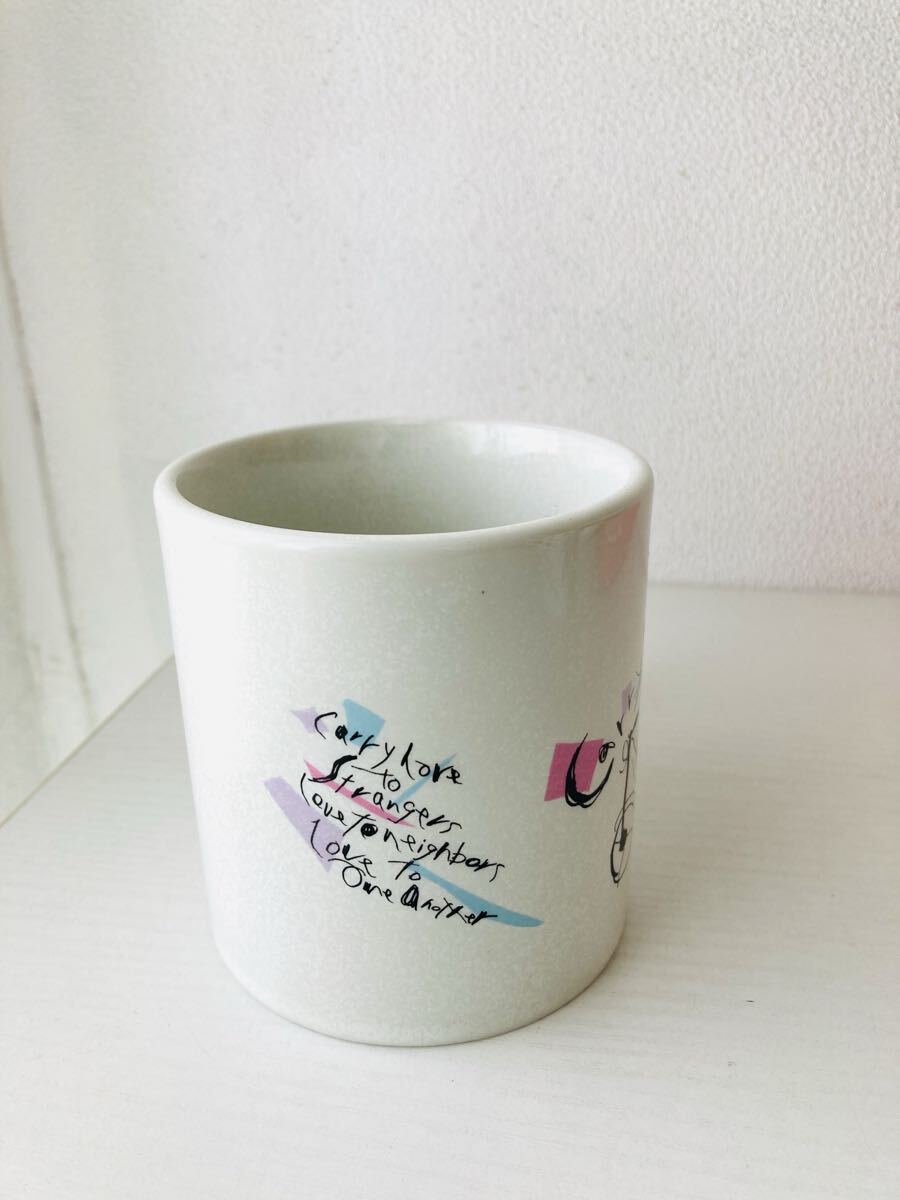 Carry Love
to
Strangers
Love to neighbors
Love to
One Another